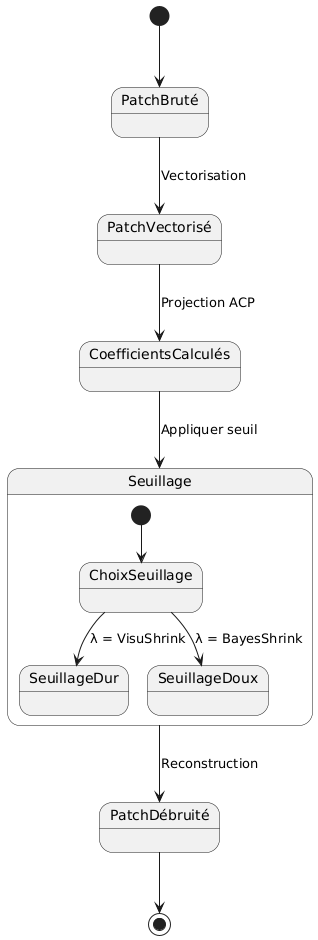 PatchBruté
Vectorisation
PatchVectorisé
Projection ACP
CoefficientsCalculés
Appliquer seuil
Seuillage
ChoixSeuillage
λ = VisuShrink
λ = BayesShrink
SeuillageDur
SeuillageDoux
Reconstruction
PatchDébruité